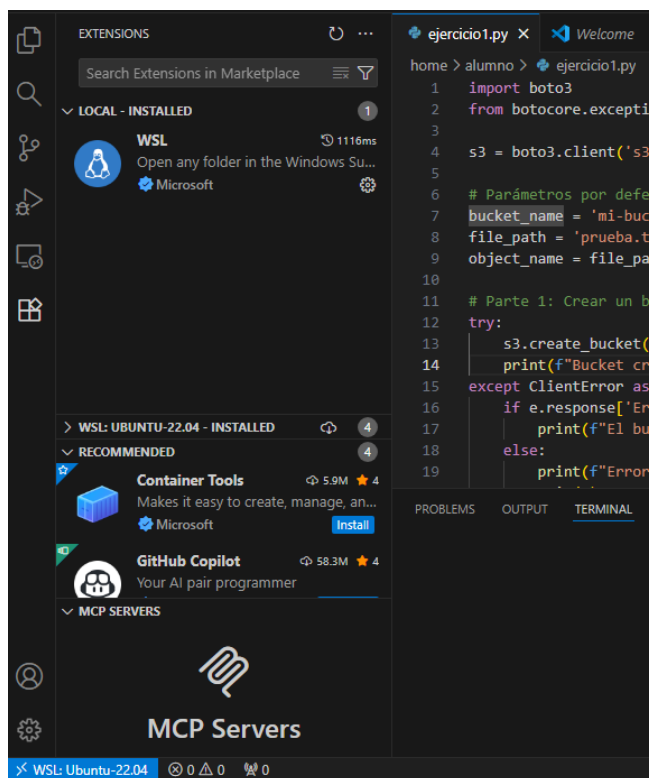 EXTENSIONS
Search Extensions in Marketplace
LOCAL - INSTALLED 1
WSL 1116ms
Open any folder in the Windows Su...
Microsoft
WSL: UBUNTU-22.04 - INSTALLED 4
RECOMMENDED 4
Container Tools 5.9M 4
Makes it easy to create, manage, an...
Microsoft Install
GitHub Copilot 58.3M 4
Your AI pair programmer
MCP SERVERS
MCP Servers
ejercicio1.py Welcome
home > alumno > ejercicio1.py
1 import boto3
2 from botocore.excepti
3
4 s3 = boto3.client('s3
5
6 # Parámetros por defe
7 bucket_name = 'mi-buc
8 file_path = 'prueba.t
9 object_name = file_pa
10
11 # Parte 1: Crear un b
12 try:
13 s3.create_bucket(
14 print(f"Bucket cr
15 except ClientError as
16 if e.response['Er
17 print(f"El bu
18 else:
19 print(f"Error
PROBLEMS OUTPUT TERMINAL
WSL: Ubuntu-22.04 0 0 0